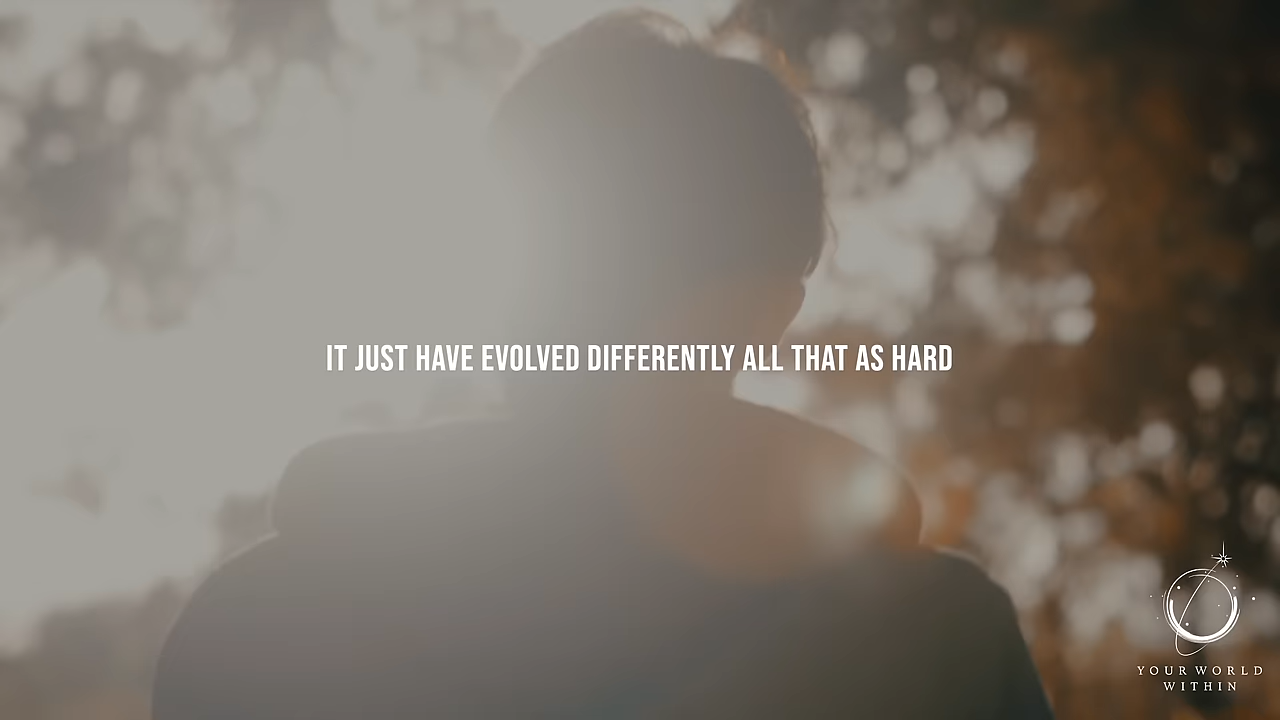 IT JUST HAVE EVOLVED DIFFERENTLY ALL THAT AS HARD
YOUR WORLD
WITHIN